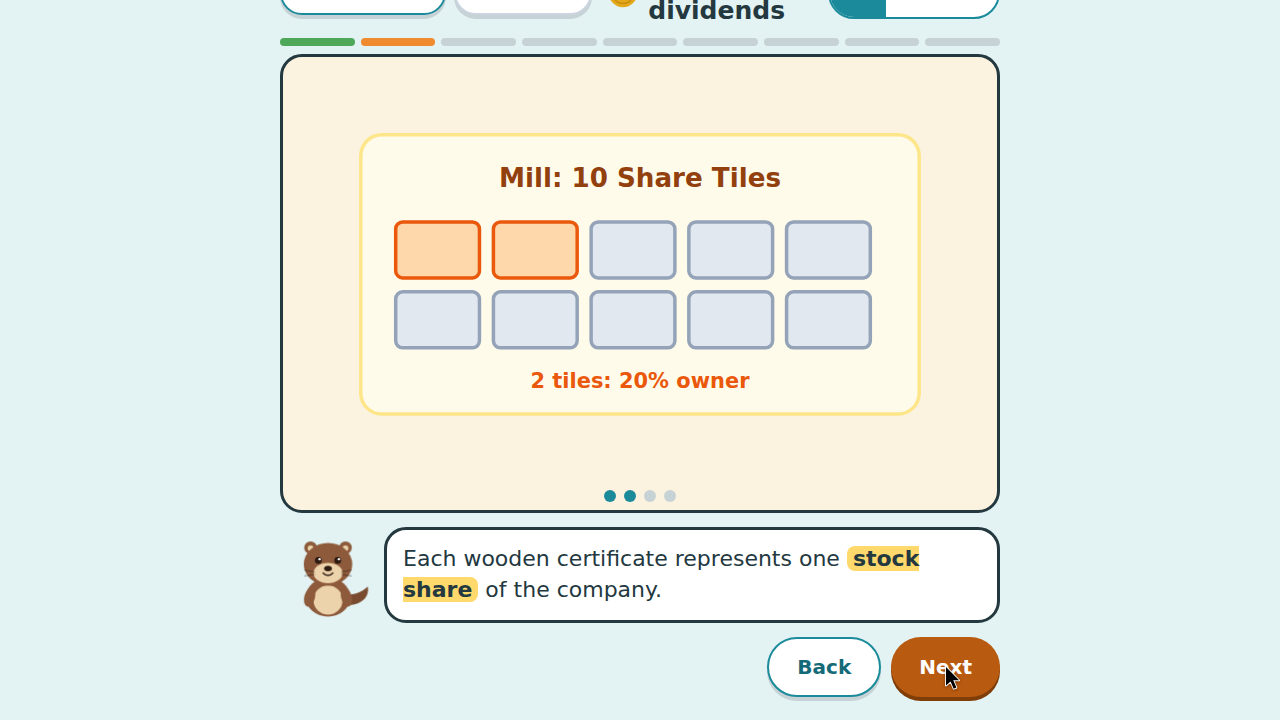 dividends
Mill: 10 Share Tiles
2 tiles: 20% owner
Each wooden certificate represents one stock
share of the company.
Back
Next